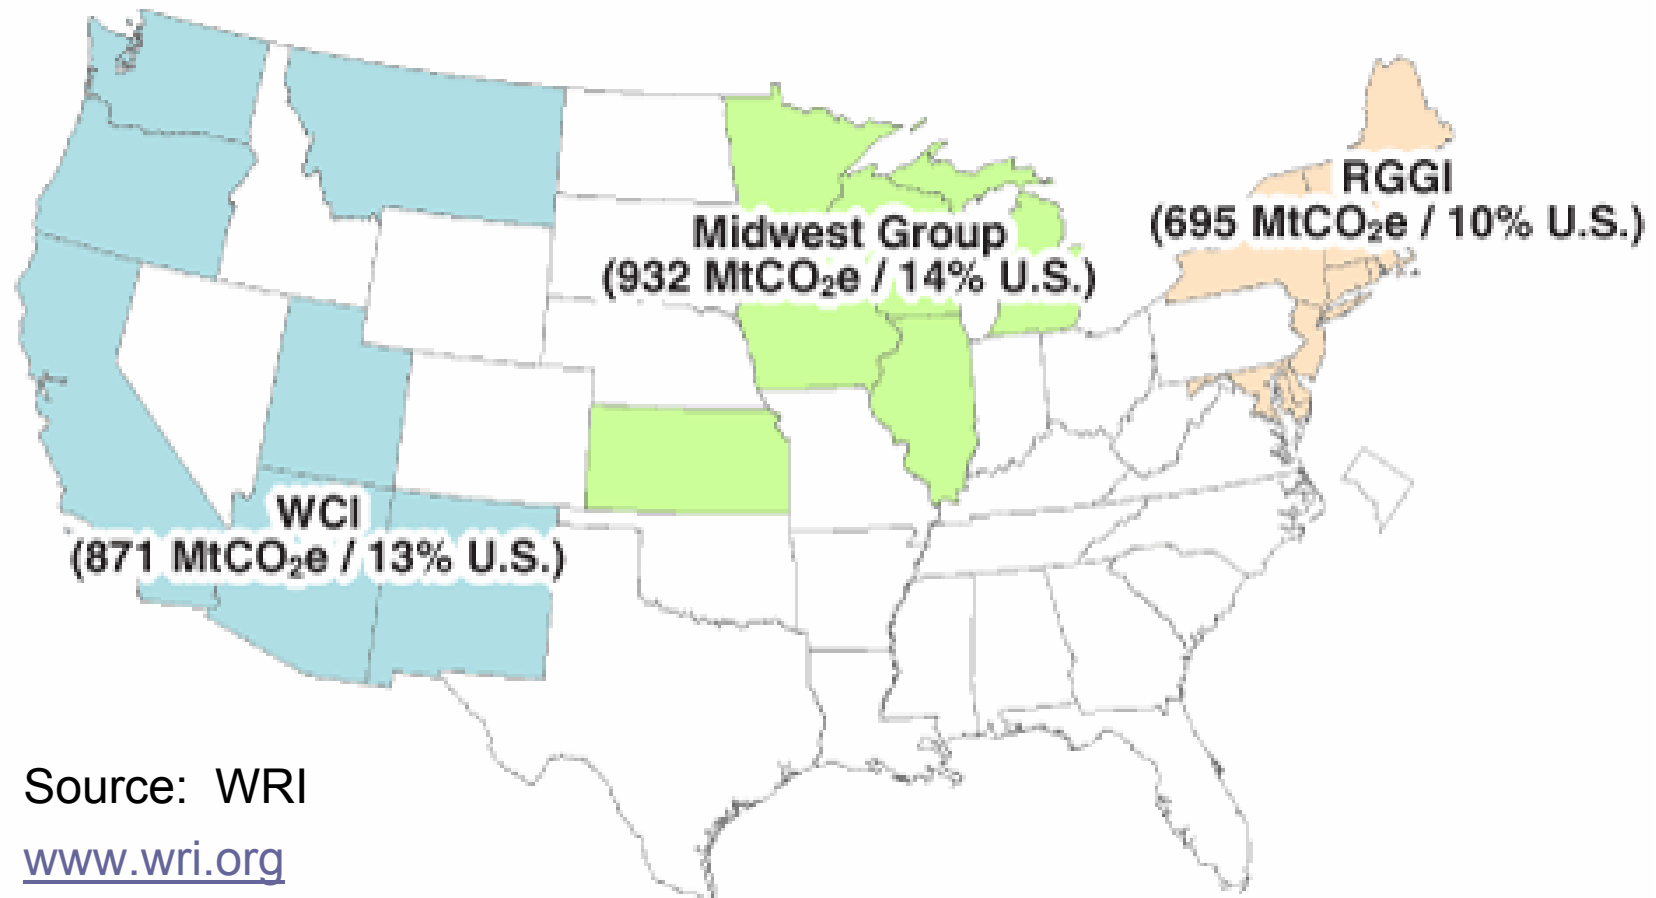 RGGI
(695 MtCO₂e / 10% U.S.)
Midwest Group
(932 MtCO₂e / 14% U.S.)
WCI
(871 MtCO₂e / 13% U.S.)
Source: WRI
www.wri.org